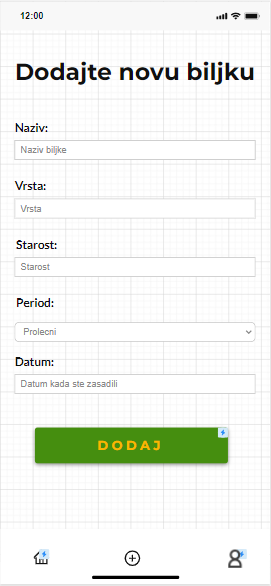 12:00
Dodajte novu biljku
Naziv:
Naziv biljke
Vrsta:
Vrsta
Starost:
Starost
Period:
Prolecni
Datum:
Datum kada ste zasadili
DODAJ